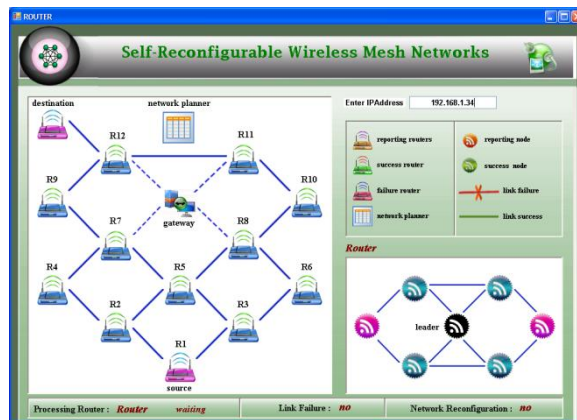 ROUTER
Self-Reconfigurable Wireless Mesh Networks
destination
network planner
R12
R11
R9
R10
gateway
R7
R8
R4
R5
R6
R2
R3
R1
source
Enter IPAddress 192.168.1.34
reporting routers
reporting node
success router
success node
failure router
link failure
network planner
link success
Router
leader
Processing Router : Router waiting
Link Failure : no
Network Reconfiguration : no